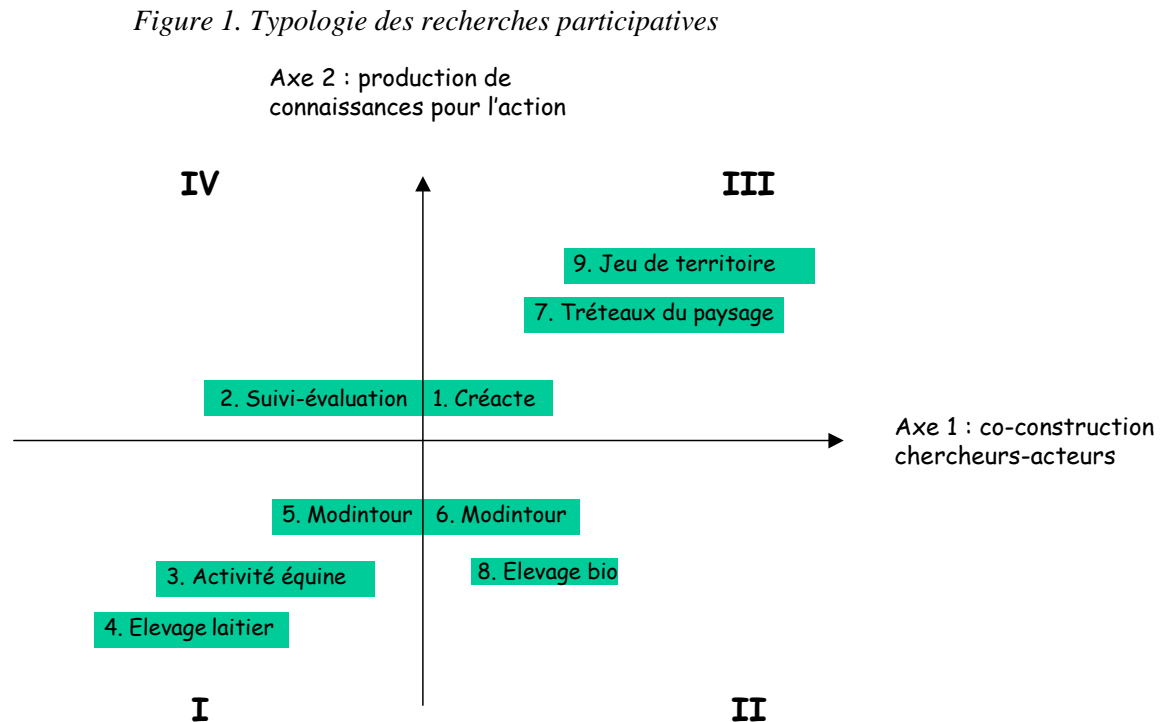 Figure 1. Typologie des recherches participatives
Axe 2 : production de
connaissances pour l'action
IV
III
9. Jeu de territoire
7. Tréteaux du paysage
2. Suivi-évaluation
1. Créacte
Axe 1 : co-construction
chercheurs-acteurs
5. Modintour
6. Modintour
3. Activité équine
8. Elevage bio
4. Elevage laitier
I
II